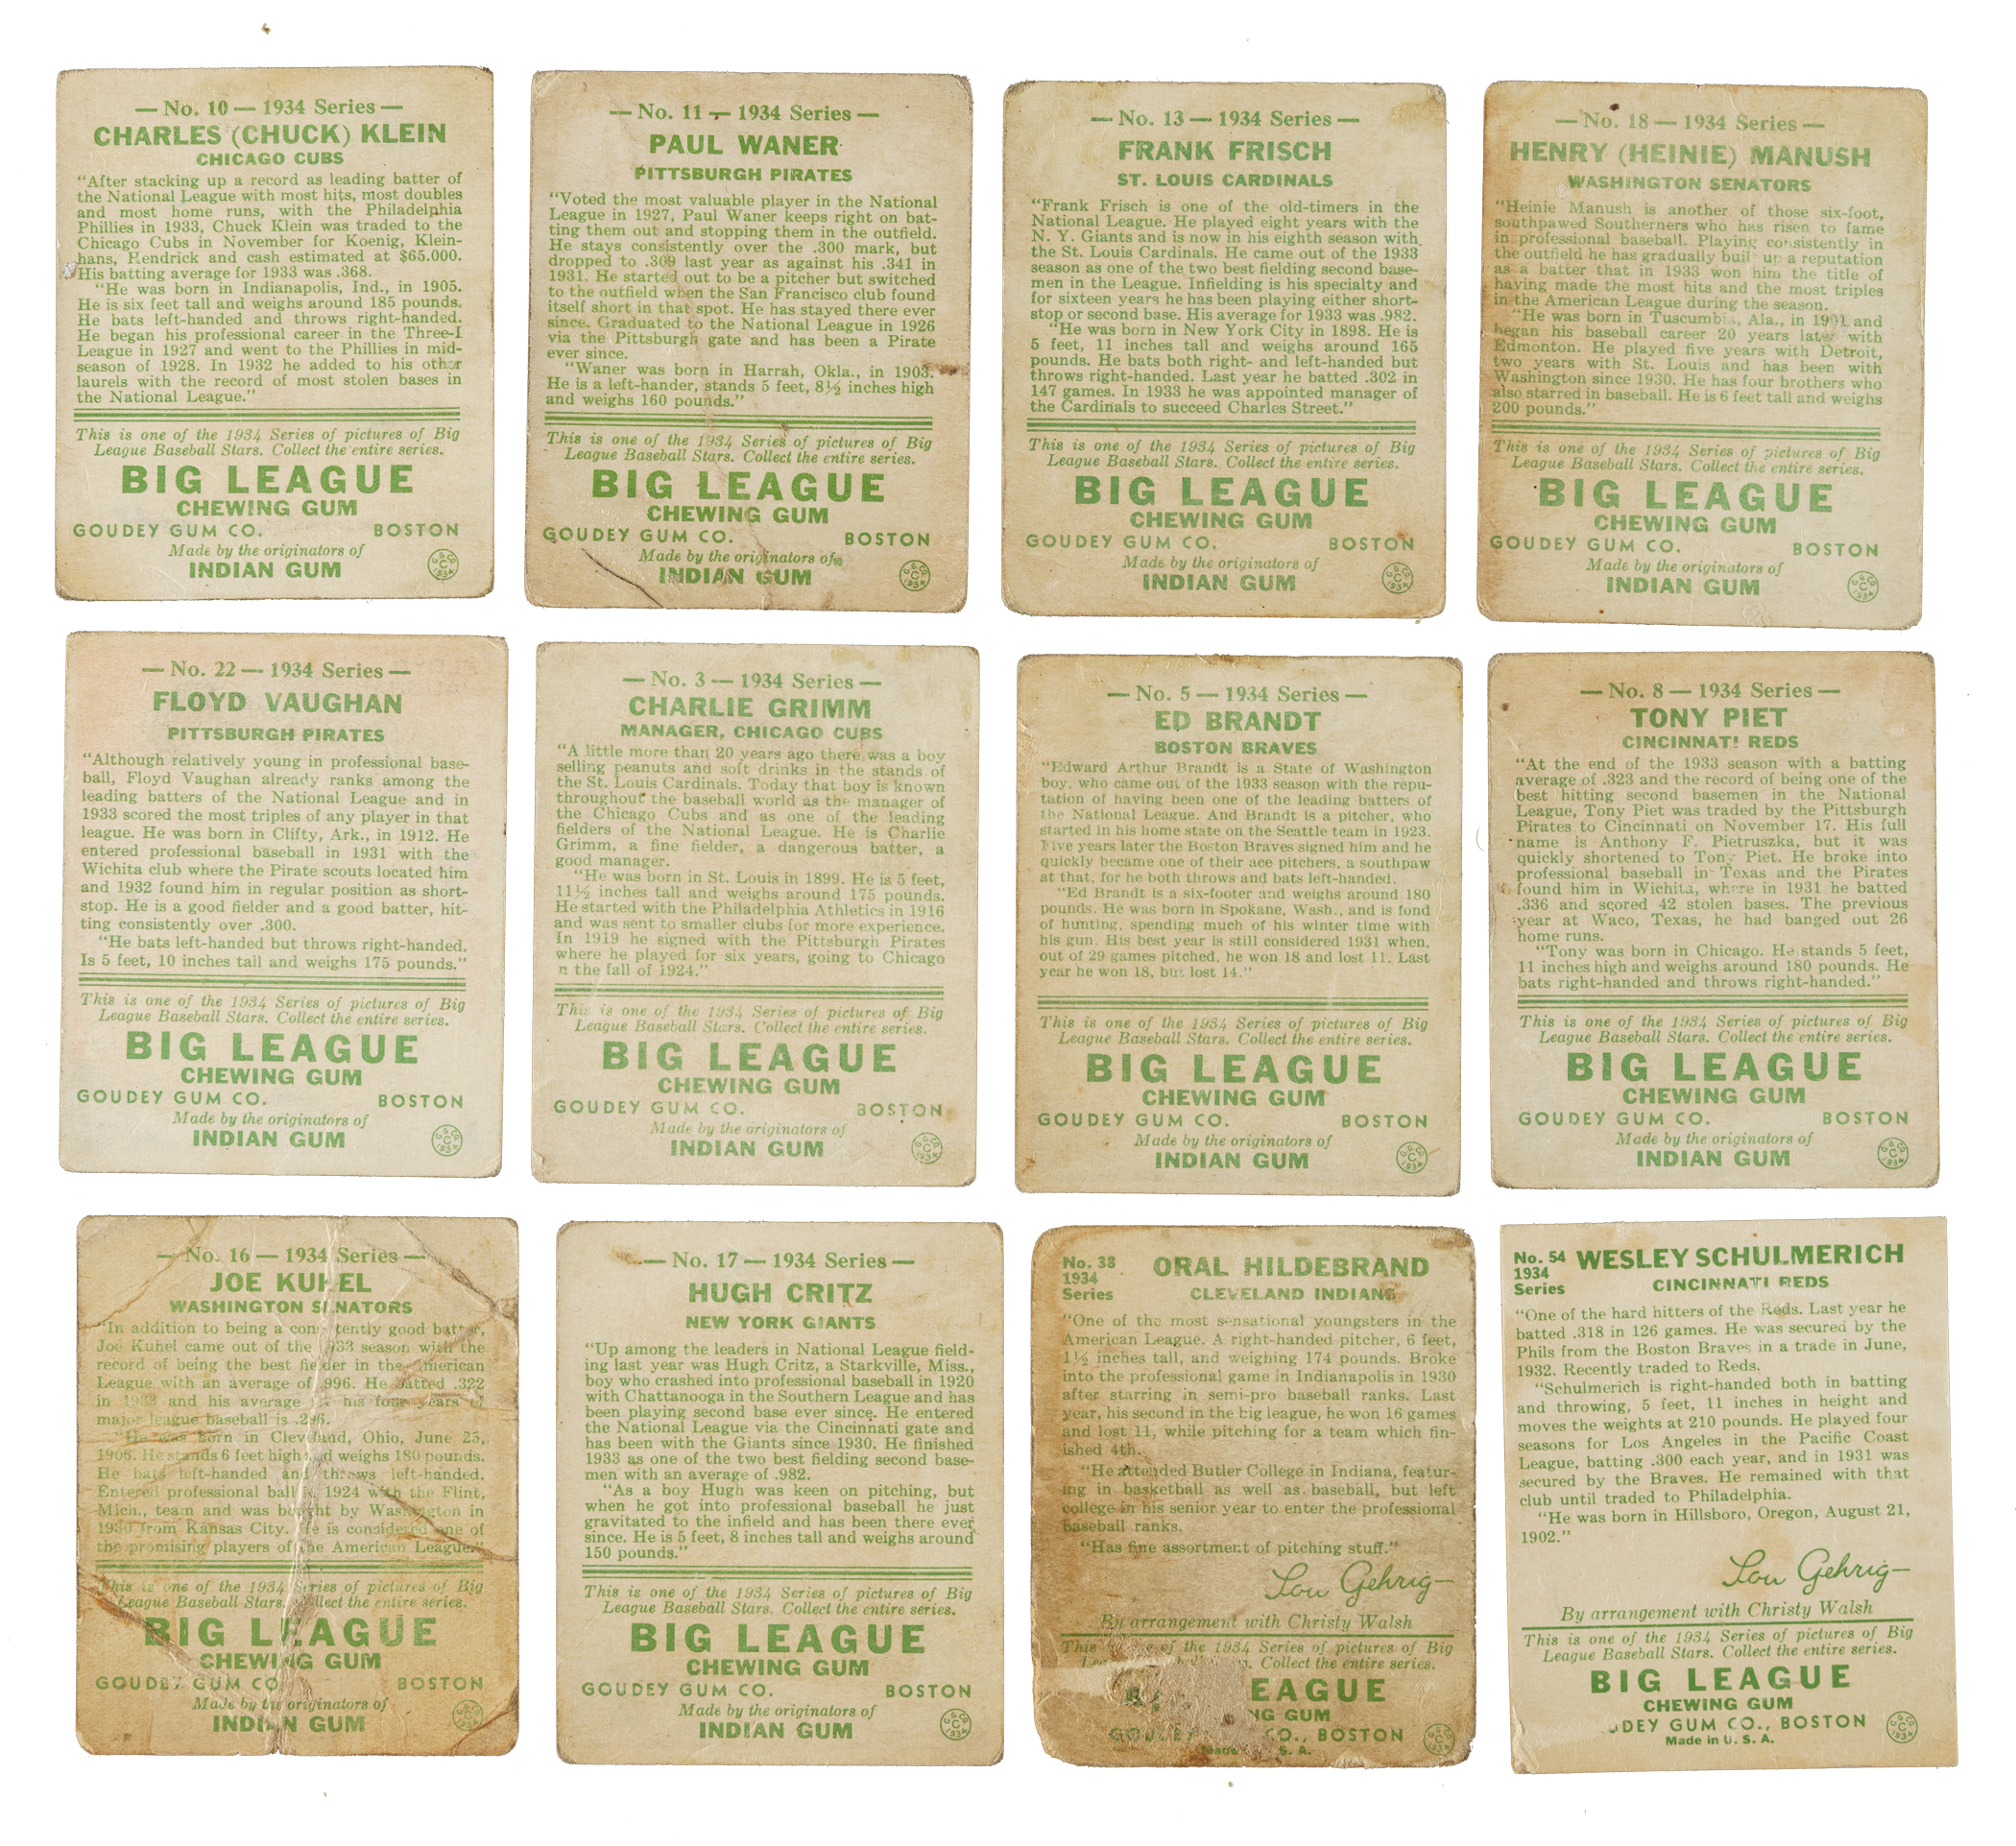 — No. 10 — 1934 Series —
CHARLES (CHUCK) KLEIN
CHICAGO CUBS
"After stacking up a record as leading batter of
the National League with most hits, most doubles
and most home runs, with the Philadelphia
Phillies in 1933, Chuck Klein was traded to the
Chicago Cubs in November for Koenig, Klein-
hans, Hendrick and cash estimated at $65.000.
His batting average for 1933 was .368.
"He was born in Indianapolis, Ind., in 1905.
He is six feet tall and weighs around 185 pounds.
He bats left-handed and throws right-handed.
He began his professional career in the Three-I
League in 1927 and went to the Phillies in mid-
season of 1928. In 1932 he added to his other
laurels with the record of most stolen bases in
the National League."
This is one of the 1934 Series of pictures of Big
League Baseball Stars. Collect the entire series.
BIG LEAGUE
CHEWING GUM
GOUDEY GUM CO. BOSTON
Made by the originators of
INDIAN GUM
G. G. CO. C 1934
— No. 11 — 1934 Series —
PAUL WANER
PITTSBURGH PIRATES
"Voted the most valuable player in the National
League in 1927, Paul Waner keeps right on bat-
ting them out and stopping them in the outfield.
He stays consistently over the .300 mark, but
dropped to .309 last year as against his .341 in
1931. He started out to be a pitcher but switched
to the outfield when the San Francisco club found
itself short in that spot. He has stayed there ever
since. Graduated to the National League in 1926
via the Pittsburgh gate and has been a Pirate
ever since.
"Waner was born in Harrah, Okla., in 1903.
He is a left-hander, stands 5 feet, 8½ inches high
and weighs 160 pounds."
This is one of the 1934 Series of pictures of Big
League Baseball Stars. Collect the entire series.
BIG LEAGUE
CHEWING GUM
GOUDEY GUM CO. BOSTON
Made by the originators of
INDIAN GUM
G. G. CO. C 1934
— No. 13 — 1934 Series —
FRANK FRISCH
ST. LOUIS CARDINALS
"Frank Frisch is one of the old-timers in the
National League. He played eight years with the
N. Y. Giants and is now in his eighth season with
the St. Louis Cardinals. He came out of the 1933
season as one of the two best fielding second base-
men in the League. Infielding is his specialty and
for sixteen years he has been playing either short-
stop or second base. His average for 1933 was .982.
"He was born in New York City in 1898. He is
5 feet, 11 inches tall and weighs around 165
pounds. He bats both right- and left-handed but
throws right-handed. Last year he batted .302 in
147 games. In 1933 he was appointed manager of
the Cardinals to succeed Charles Street."
This is one of the 1934 Series of pictures of Big
League Baseball Stars. Collect the entire series.
BIG LEAGUE
CHEWING GUM
GOUDEY GUM CO. BOSTON
Made by the originators of
INDIAN GUM
G. G. CO. C 1934
— No. 18 — 1934 Series —
HENRY (HEINIE) MANUSH
WASHINGTON SENATORS
"Heinie Manush is another of those six-foot,
southpawed Southerners who has risen to fame
in professional baseball. Playing consistently in
the outfield he has gradually built up a reputation
as a batter that in 1933 won him the title of
having made the most hits and the most triples
in the American League during the season.
"He was born in Tuscumbia, Ala., in 1901 and
began his baseball career 20 years later with
Edmonton. He played five years with Detroit,
two years with St. Louis and has been with
Washington since 1930. He has four brothers who
also starred in baseball. He is 6 feet tall and weighs
200 pounds."
This is one of the 1934 Series of pictures of Big
League Baseball Stars. Collect the entire series.
BIG LEAGUE
CHEWING GUM
GOUDEY GUM CO. BOSTON
Made by the originators of
INDIAN GUM
G. G. CO. C 1934
— No. 22 — 1934 Series —
FLOYD VAUGHAN
PITTSBURGH PIRATES
"Although relatively young in professional base-
ball, Floyd Vaughan already ranks among the
leading batters of the National League and in
1933 scored the most triples of any player in that
league. He was born in Clifty, Ark., in 1912. He
entered professional baseball in 1931 with the
Wichita club where the Pirate scouts located him
and 1932 found him in regular position as short-
stop. He is a good fielder and a good batter, hit-
ting consistently over .300.
"He bats left-handed but throws right-handed.
Is 5 feet, 10 inches tall and weighs 175 pounds."
This is one of the 1934 Series of pictures of Big
League Baseball Stars. Collect the entire series.
BIG LEAGUE
CHEWING GUM
GOUDEY GUM CO. BOSTON
Made by the originators of
INDIAN GUM
G. G. CO. C 1934
— No. 3 — 1934 Series —
CHARLIE GRIMM
MANAGER, CHICAGO CUBS
"A little more than 20 years ago there was a boy
selling peanuts and soft drinks in the stands of
the St. Louis Cardinals. Today that boy is known
throughout the baseball world as the manager of
the Chicago Cubs and as one of the leading
fielders of the National League. He is Charlie
Grimm, a fine fielder, a dangerous batter, a
good manager.
"He was born in St. Louis in 1899. He is 5 feet,
11½ inches tall and weighs around 175 pounds.
He started with the Philadelphia Athletics in 1916
and was sent to smaller clubs for more experience.
In 1919 he signed with the Pittsburgh Pirates
where he played for six years, going to Chicago
n the fall of 1924."
This is one of the 1934 Series of pictures of Big
League Baseball Stars. Collect the entire series.
BIG LEAGUE
CHEWING GUM
GOUDEY GUM CO. BOSTON
Made by the originators of
INDIAN GUM
G. G. CO. C 1934
— No. 5 — 1934 Series —
ED BRANDT
BOSTON BRAVES
"Edward Arthur Brandt is a State of Washington
boy, who came out of the 1933 season with the repu-
tation of having been one of the leading batters of
the National League. And Brandt is a pitcher, who
started in his home state on the Seattle team in 1923.
Five years later the Boston Braves signed him and he
quickly became one of their ace pitchers, a southpaw
at that, for he both throws and bats left-handed.
"Ed Brandt is a six-footer and weighs around 180
pounds. He was born in Spokane, Wash., and is fond
of hunting, spending much of his winter time with
his gun. His best year is still considered 1931 when,
out of 29 games pitched, he won 18 and lost 11. Last
year he won 18, but lost 14."
This is one of the 1934 Series of pictures of Big
League Baseball Stars. Collect the entire series.
BIG LEAGUE
CHEWING GUM
GOUDEY GUM CO. BOSTON
Made by the originators of
INDIAN GUM
G. G. CO. C 1934
— No. 8 — 1934 Series —
TONY PIET
CINCINNATI REDS
"At the end of the 1933 season with a batting
average of .323 and the record of being one of the
best hitting second basemen in the National
League, Tony Piet was traded by the Pittsburgh
Pirates to Cincinnati on November 17. His full
name is Anthony F. Pietruszka, but it was
quickly shortened to Tony Piet. He broke into
professional baseball in Texas and the Pirates
found him in Wichita, where in 1931 he batted
.336 and scored 42 stolen bases. The previous
year at Waco, Texas, he had banged out 26
home runs.
"Tony was born in Chicago. He stands 5 feet,
11 inches high and weighs around 180 pounds. He
bats right-handed and throws right-handed."
This is one of the 1934 Series of pictures of Big
League Baseball Stars. Collect the entire series.
BIG LEAGUE
CHEWING GUM
GOUDEY GUM CO. BOSTON
Made by the originators of
INDIAN GUM
G. G. CO. C 1934
— No. 16 — 1934 Series —
JOE KUHEL
WASHINGTON SENATORS
"In addition to being a consistently good batter,
Joe Kuhel came out of the 1933 season with the
record of being the best fielder in the American
League with an average of .996. He batted .322
in 1933 and his average in his four years of
major league baseball is .296.
"He was born in Cleveland, Ohio, June 25,
1906. He stands 6 feet high and weighs 180 pounds.
He bats left-handed and throws left-handed.
Entered professional ball in 1924 with the Flint,
Mich., team and was bought by Washington in
1930 from Kansas City. He is considered one of
the promising players of the American League."
This is one of the 1934 Series of pictures of Big
League Baseball Stars. Collect the entire series.
BIG LEAGUE
CHEWING GUM
GOUDEY GUM CO. BOSTON
Made by the originators of
INDIAN GUM
G. G. CO. C 1934
— No. 17 — 1934 Series —
HUGH CRITZ
NEW YORK GIANTS
"Up among the leaders in National League field-
ing last year was Hugh Critz, a Starkville, Miss.,
boy who crashed into professional baseball in 1920
with Chattanooga in the Southern League and has
been playing second base ever since. He entered
the National League via the Cincinnati gate and
has been with the Giants since 1930. He finished
1933 as one of the two best fielding second base-
men with an average of .982.
"As a boy Hugh was keen on pitching, but
when he got into professional baseball he just
gravitated to the infield and has been there ever
since. He is 5 feet, 8 inches tall and weighs around
150 pounds."
This is one of the 1934 Series of pictures of Big
League Baseball Stars. Collect the entire series.
BIG LEAGUE
CHEWING GUM
GOUDEY GUM CO. BOSTON
Made by the originators of
INDIAN GUM
G. G. CO. C 1934
No. 38
1934
Series
ORAL HILDEBRAND
CLEVELAND INDIANS
"One of the most sensational youngsters in the
American League. A right-handed pitcher, 6 feet,
1½ inches tall, and weighing 174 pounds. Broke
into the professional game in Indianapolis in 1930
after starring in semi-pro baseball ranks. Last
year, his second in the big league, he won 16 games
and lost 11, while pitching for a team which fin-
ished 4th.
"He attended Butler College in Indiana, featur-
ing in basketball as well as baseball, but left
college in his senior year to enter the professional
baseball ranks.
"Has fine assortment of pitching stuff."
Lou Gehrig
By arrangement with Christy Walsh
This one of the 1934 Series of pictures of Big
Collect the entire series.
EAGUE
NG GUM
CO., BOSTON
Made S. A.
G. G. CO. C 1934
No. 54
1934
Series
WESLEY SCHULMERICH
CINCINNATI REDS
"One of the hard hitters of the Reds. Last year he
batted .318 in 126 games. He was secured by the
Phils from the Boston Braves in a trade in June,
1932. Recently traded to Reds.
"Schulmerich is right-handed both in batting
and throwing, 5 feet, 11 inches in height and
moves the weights at 210 pounds. He played four
seasons for Los Angeles in the Pacific Coast
League, batting .300 each year, and in 1931 was
secured by the Braves. He remained with that
club until traded to Philadelphia.
"He was born in Hillsboro, Oregon, August 21,
1902."
Lou Gehrig
By arrangement with Christy Walsh
This is one of the 1934 Series of pictures of Big
League Baseball Stars. Collect the entire series.
BIG LEAGUE
CHEWING GUM
UDEY GUM CO., BOSTON
Made in U. S. A.
G. G. CO. C 1934